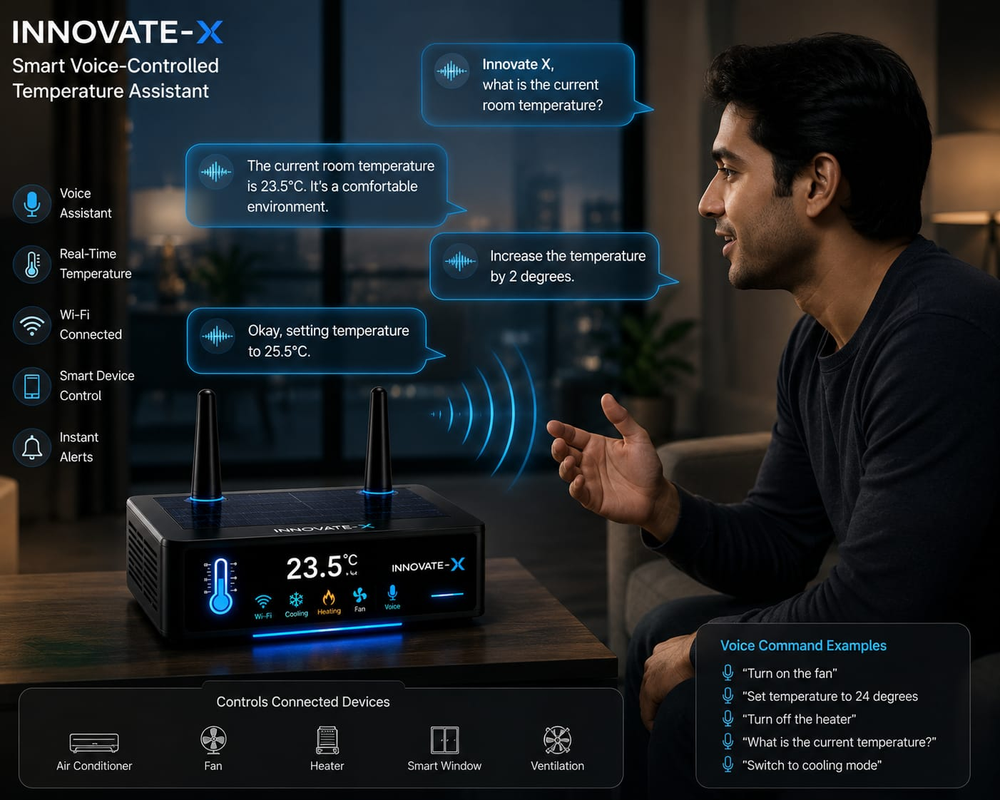 INNOVATE-X
Smart Voice-Controlled
Temperature Assistant
Innovate X,
what is the current
room temperature?
The current room temperature
is 23.5°C. It's a comfortable
environment.
Increase the temperature
by 2 degrees.
Okay, setting temperature
to 25.5°C.
Voice
Assistant
Real-Time
Temperature
Wi-Fi
Connected
Smart Device
Control
Instant
Alerts
INNOVATE-X
23.5°C
INNOVATE-X
Wi-Fi
Cooling
Heating
Fan
Voice
Controls Connected Devices
Air Conditioner
Fan
Heater
Smart Window
Ventilation
Voice Command Examples
“Turn on the fan”
“Set temperature to 24 degrees
“Turn off the heater”
“What is the current temperature?”
“Switch to cooling mode”